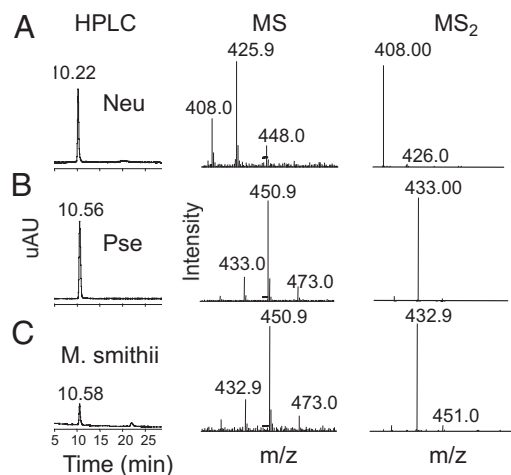 HPLC MS MS2
A
10.22
Neu
425.9
408.0
448.0
408.00
426.0
B
10.56
Pse
450.9
433.0
473.0
433.00
uAU
Intensity
C
M. smithii
10.58
450.9
432.9
473.0
432.9
451.0
5 10 15 20 25
Time (min) m/z m/z